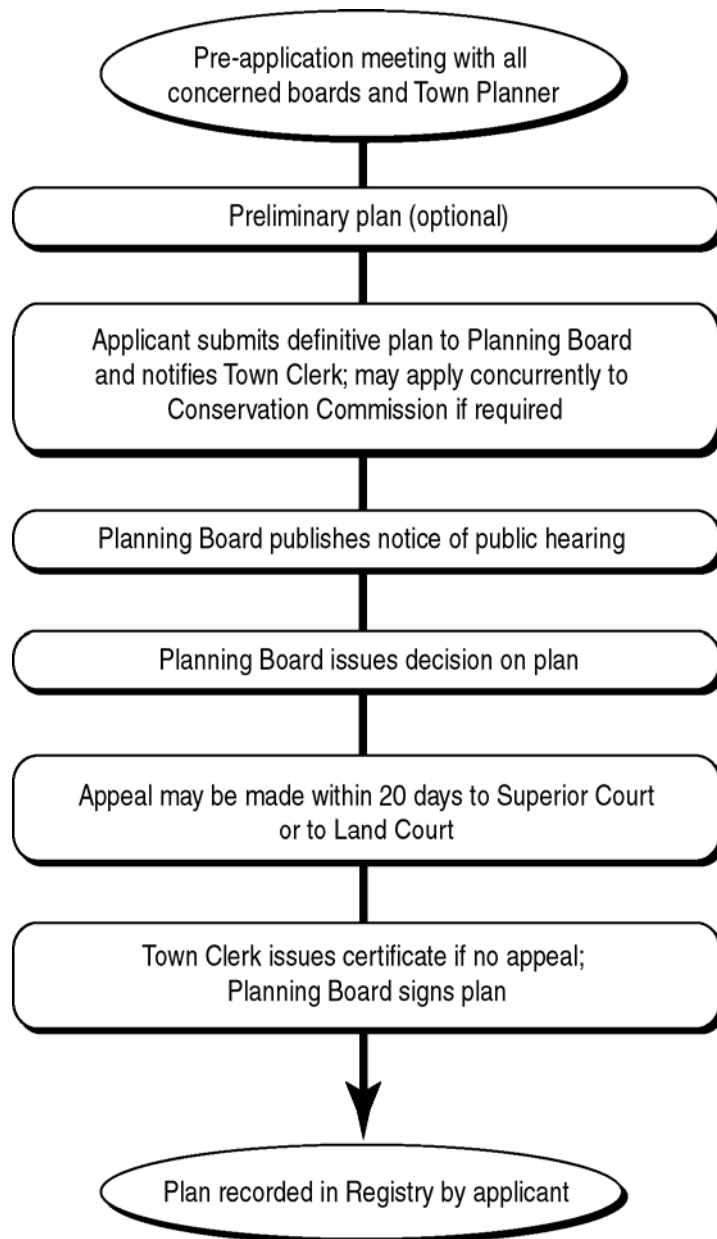 Pre-application meeting with all
concerned boards and Town Planner
Preliminary plan (optional)
Applicant submits definitive plan to Planning Board
and notifies Town Clerk; may apply concurrently to
Conservation Commission if required
Planning Board publishes notice of public hearing
Planning Board issues decision on plan
Appeal may be made within 20 days to Superior Court
or to Land Court
Town Clerk issues certificate if no appeal;
Planning Board signs plan
Plan recorded in Registry by applicant